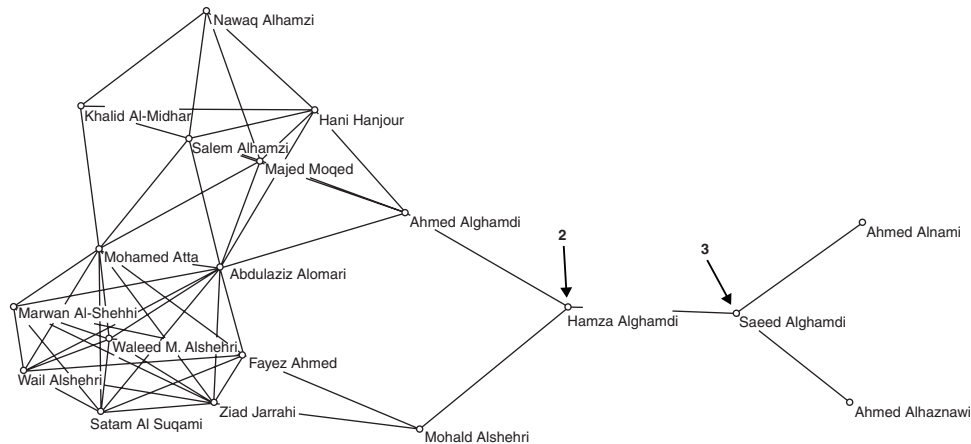 Nawaq Alhamzi
Khalid Al-Midhar
Hani Hanjour
Salem Alhamzi
Majed Moqed
Ahmed Alghamdi
2
3
Ahmed Alnami
Mohamed Atta
Abdulaziz Alomari
Marwan Al-Shehhi
Hamza Alghamdi
Saeed Alghamdi
Waleed M. Alshehri
Fayez Ahmed
Wail Alshehri
Satam Al Suqami
Ziad Jarrahi
Ahmed Alhaznawi
Mohald Alshehri